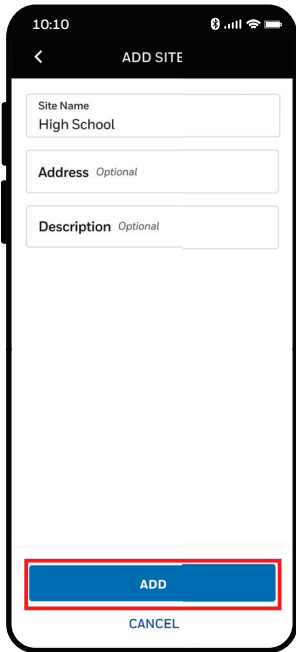 10:10
ADD SITE
Site Name
High School
Address Optional
Description Optional
ADD
CANCEL